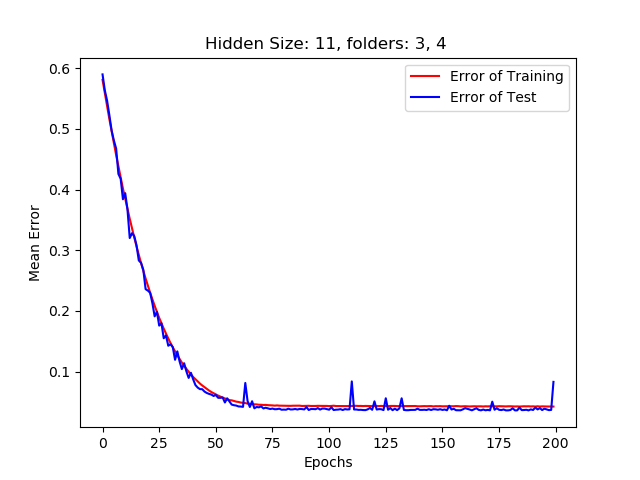 Hidden Size: 11, folders: 3, 4
Error of Training
Error of Test
Mean Error
0.6
0.5
0.4
0.3
0.2
0.1
0 25 50 75 100 125 150 175 200
Epochs